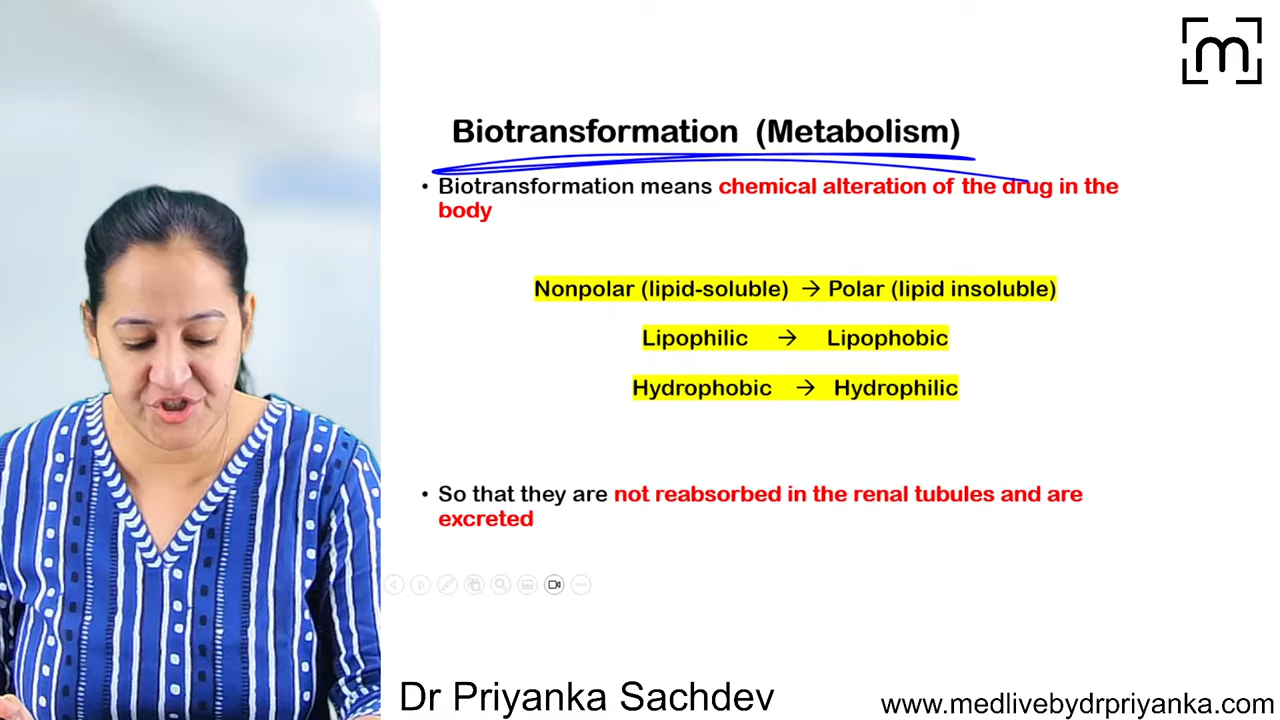 m
Biotransformation (Metabolism)
• Biotransformation means chemical alteration of the drug in the
body
Nonpolar (lipid-soluble) → Polar (lipid insoluble)
Lipophilic → Lipophobic
Hydrophobic → Hydrophilic
• So that they are not reabsorbed in the renal tubules and are
excreted
Dr Priyanka Sachdev
www.medlivebydrpriyanka.com